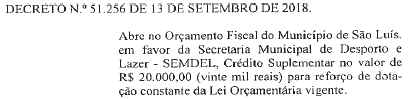 DECRETO N.º 51.256 DE 13 DE SETEMBRO DE 2018.
Abre no Orçamento Fiscal do Município de São Luís,
em favor da Secretaria Municipal de Desporto e
Lazer - SEMDEL, Crédito Suplementar no valor de
R$ 20.000,00 (vinte mil reais) para reforço de dota-
ção constante da Lei Orçamentária vigente.